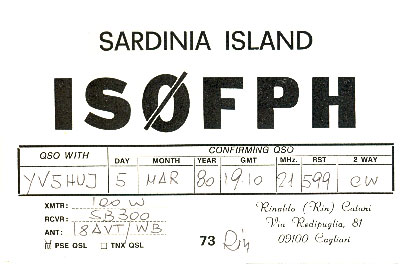 SARDINIA ISLAND
ISØFPH
QSO WITH DAY MONTH YEAR GMT MHz. RST 2 WAY
CONFIRMING QSO
YV5HUJ 5 MAR 80 1910 21 599 CW
XMTR: 100 W
RCVR: SB300
ANT: 18AVT/WB
PSE QSL TNX QSL
73 Rin
Rinaldo (Rin) Catani
Via Redipuglia, 81
09100 Cagliari